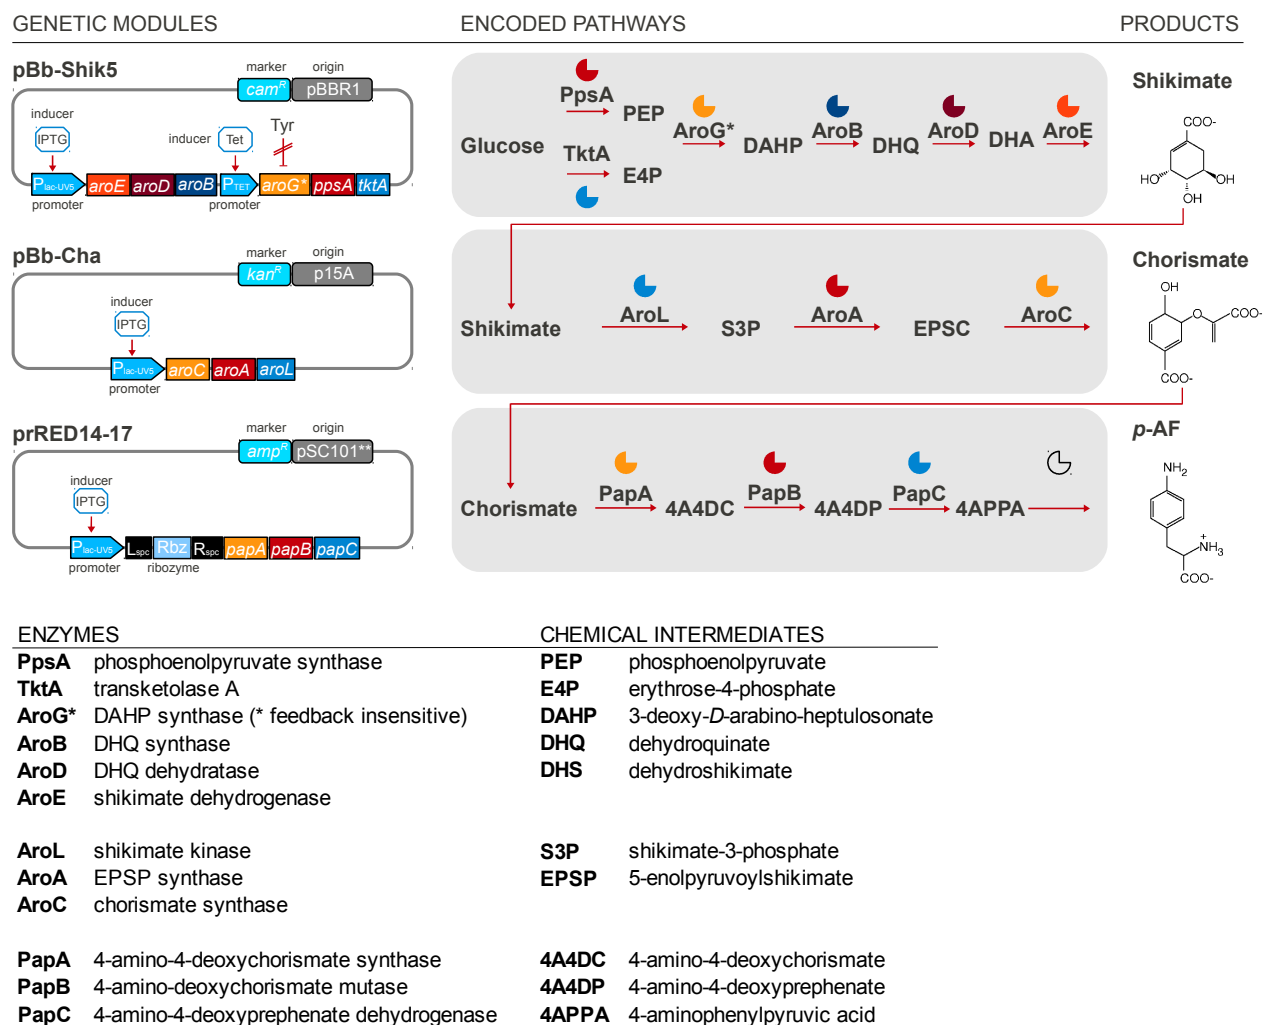 GENETIC MODULES ENCODED PATHWAYS PRODUCTS
pBb-Shik5
marker origin
cam^R pBBR1
inducer
IPTG
inducer
Tet
Tyr
P_lac-UV5 aroE aroD aroB P_TET aroG* ppsA tktA
promoter promoter
Glucose
PpsA
PEP
TktA
E4P
AroG*
DAHP
AroB
DHQ
AroD
DHA
AroE
Shikimate
COO-
HO
OH
OH
pBb-Cha
marker origin
kan^R p15A
inducer
IPTG
P_lac-UV5 aroC aroA aroL
promoter
Shikimate
AroL
S3P
AroA
EPSC
AroC
Chorismate
OH
O
COO-
COO-
prRED14-17
marker origin
amp^R pSC101**
inducer
IPTG
P_lac-UV5 L_spc Rbz R_spc papA papB papC
promoter ribozyme
Chorismate
PapA
4A4DC
PapB
4A4DP
PapC
4APPA
p-AF
NH2
+
NH3
COO-
ENZYMES
PpsA phosphoenolpyruvate synthase
TktA transketolase A
AroG* DAHP synthase (* feedback insensitive)
AroB DHQ synthase
AroD DHQ dehydratase
AroE shikimate dehydrogenase
AroL shikimate kinase
AroA EPSP synthase
AroC chorismate synthase
PapA 4-amino-4-deoxychorismate synthase
PapB 4-amino-deoxychorismate mutase
PapC 4-amino-4-deoxyprephenate dehydrogenase
CHEMICAL INTERMEDIATES
PEP phosphoenolpyruvate
E4P erythrose-4-phosphate
DAHP 3-deoxy-D-arabino-heptulosonate
DHQ dehydroquinate
DHS dehydroshikimate
S3P shikimate-3-phosphate
EPSP 5-enolpyruvoylshikimate
4A4DC 4-amino-4-deoxychorismate
4A4DP 4-amino-4-deoxyprephenate
4APPA 4-aminophenylpyruvic acid